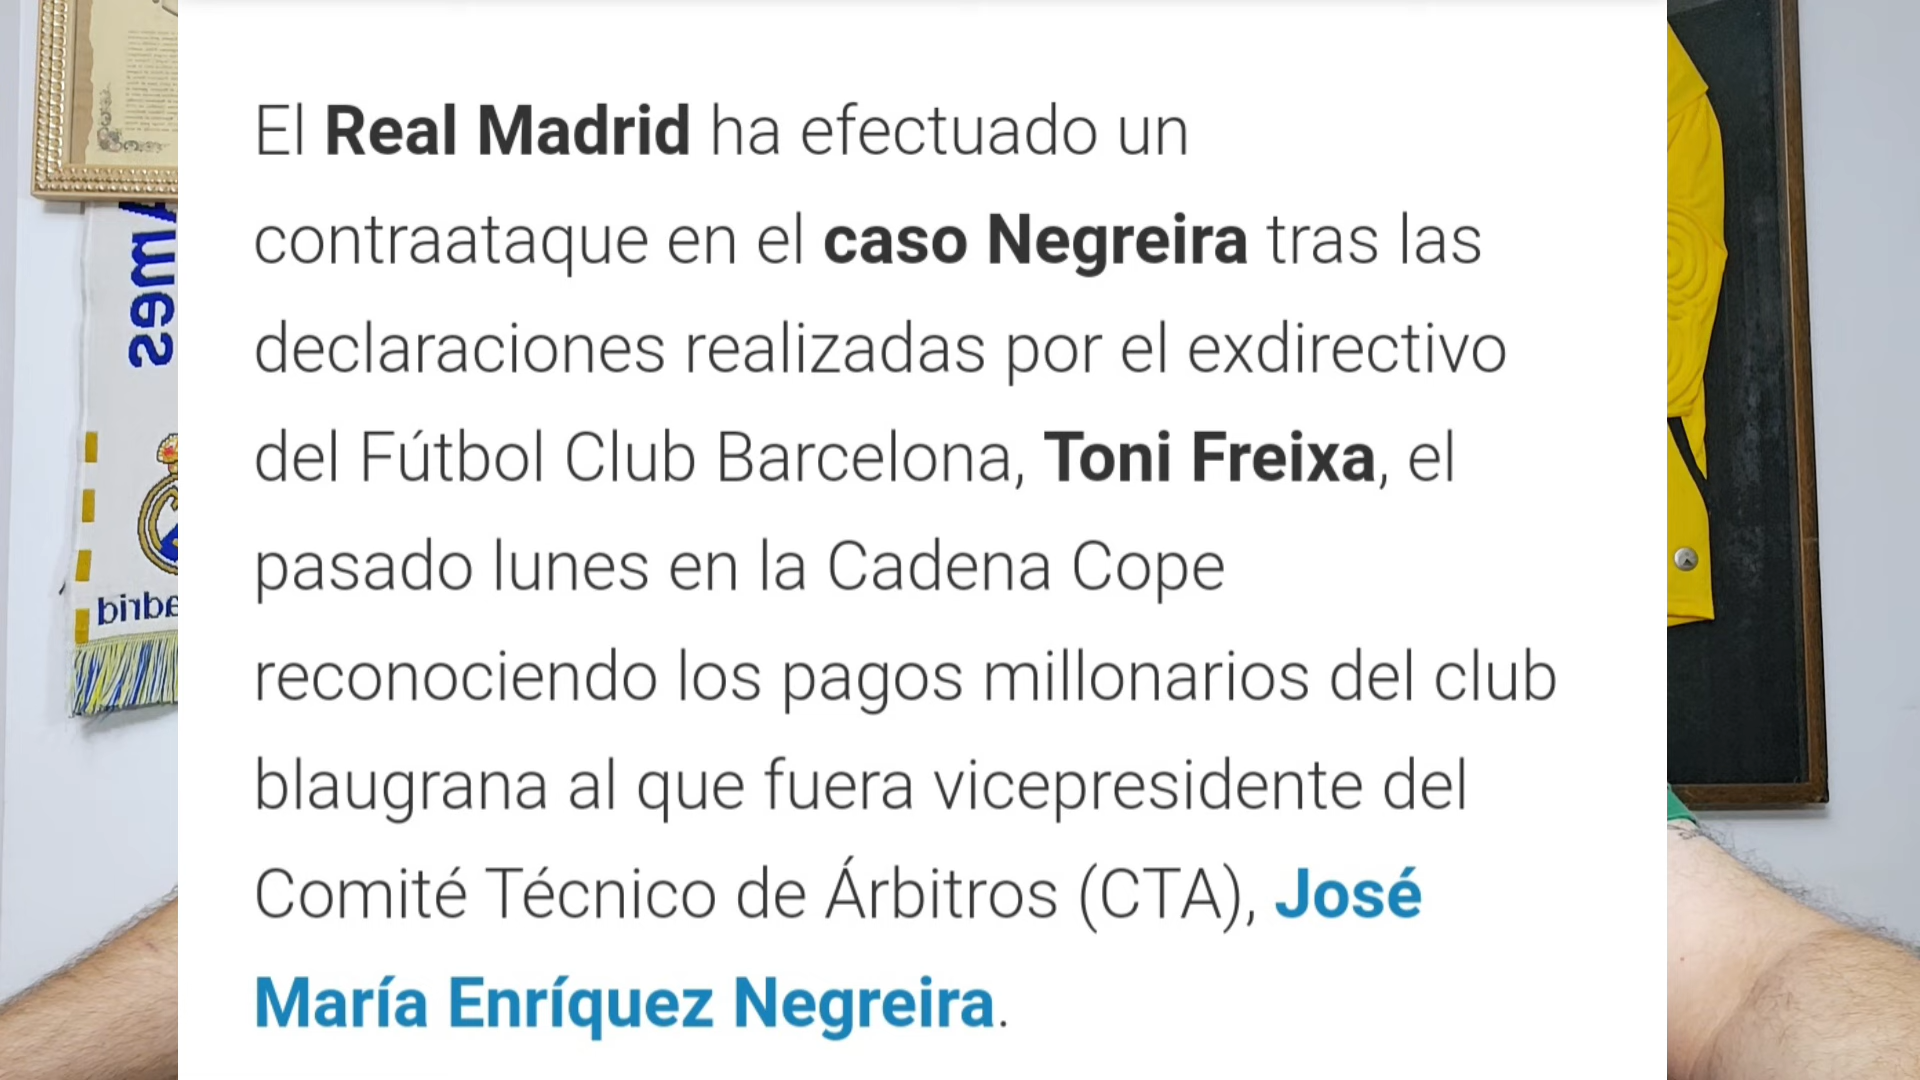 El Real Madrid ha efectuado un
contraataque en el caso Negreira tras las
declaraciones realizadas por el exdirectivo
del Fútbol Club Barcelona, Toni Freixa, el
pasado lunes en la Cadena Cope
reconociendo los pagos millonarios del club
blaugrana al que fuera vicepresidente del
Comité Técnico de Árbitros (CTA), José
María Enríquez Negreira.
Ames